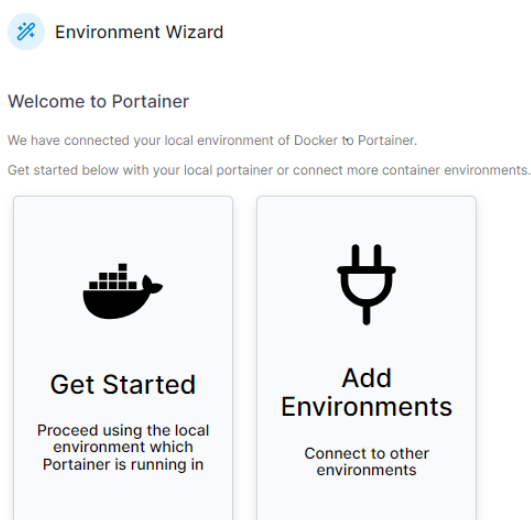 Environment Wizard
Welcome to Portainer
We have connected your local environment of Docker to Portainer.
Get started below with your local portainer or connect more container environments.
Get Started
Proceed using the local
environment which
Portainer is running in
Add
Environments
Connect to other
environments